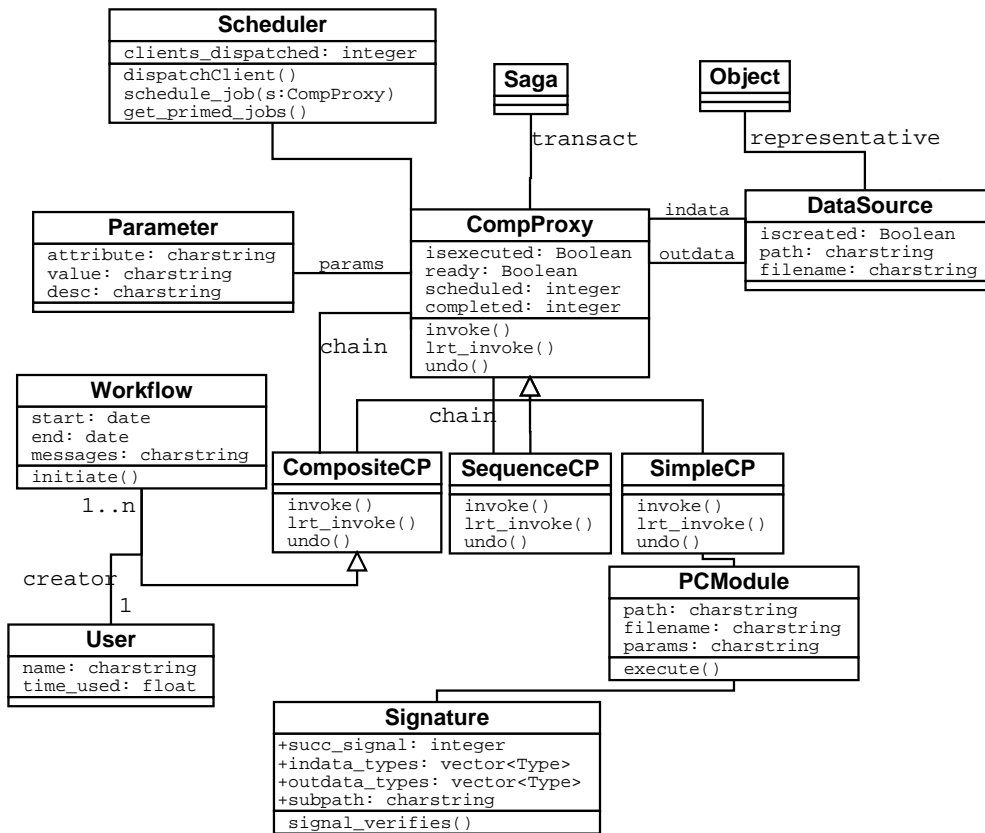 Scheduler
clients_dispatched: integer
dispatchClient()
schedule_job(s:CompProxy)
get_primed_jobs()
Saga
Object
transact
representative
Parameter
attribute: charstring
value: charstring
desc: charstring
params
CompProxy
isexecuted: Boolean
ready: Boolean
scheduled: integer
completed: integer
invoke()
lrt_invoke()
undo()
indata
outdata
DataSource
iscreated: Boolean
path: charstring
filename: charstring
chain
chain
Workflow
start: date
end: date
messages: charstring
initiate()
1..n
creator
1
CompositeCP
invoke()
lrt_invoke()
undo()
SequenceCP
invoke()
lrt_invoke()
undo()
SimpleCP
invoke()
lrt_invoke()
undo()
User
name: charstring
time_used: float
PCModule
path: charstring
filename: charstring
params: charstring
execute()
Signature
+succ_signal: integer
+indata_types: vector<Type>
+outdata_types: vector<Type>
+subpath: charstring
signal_verifies()